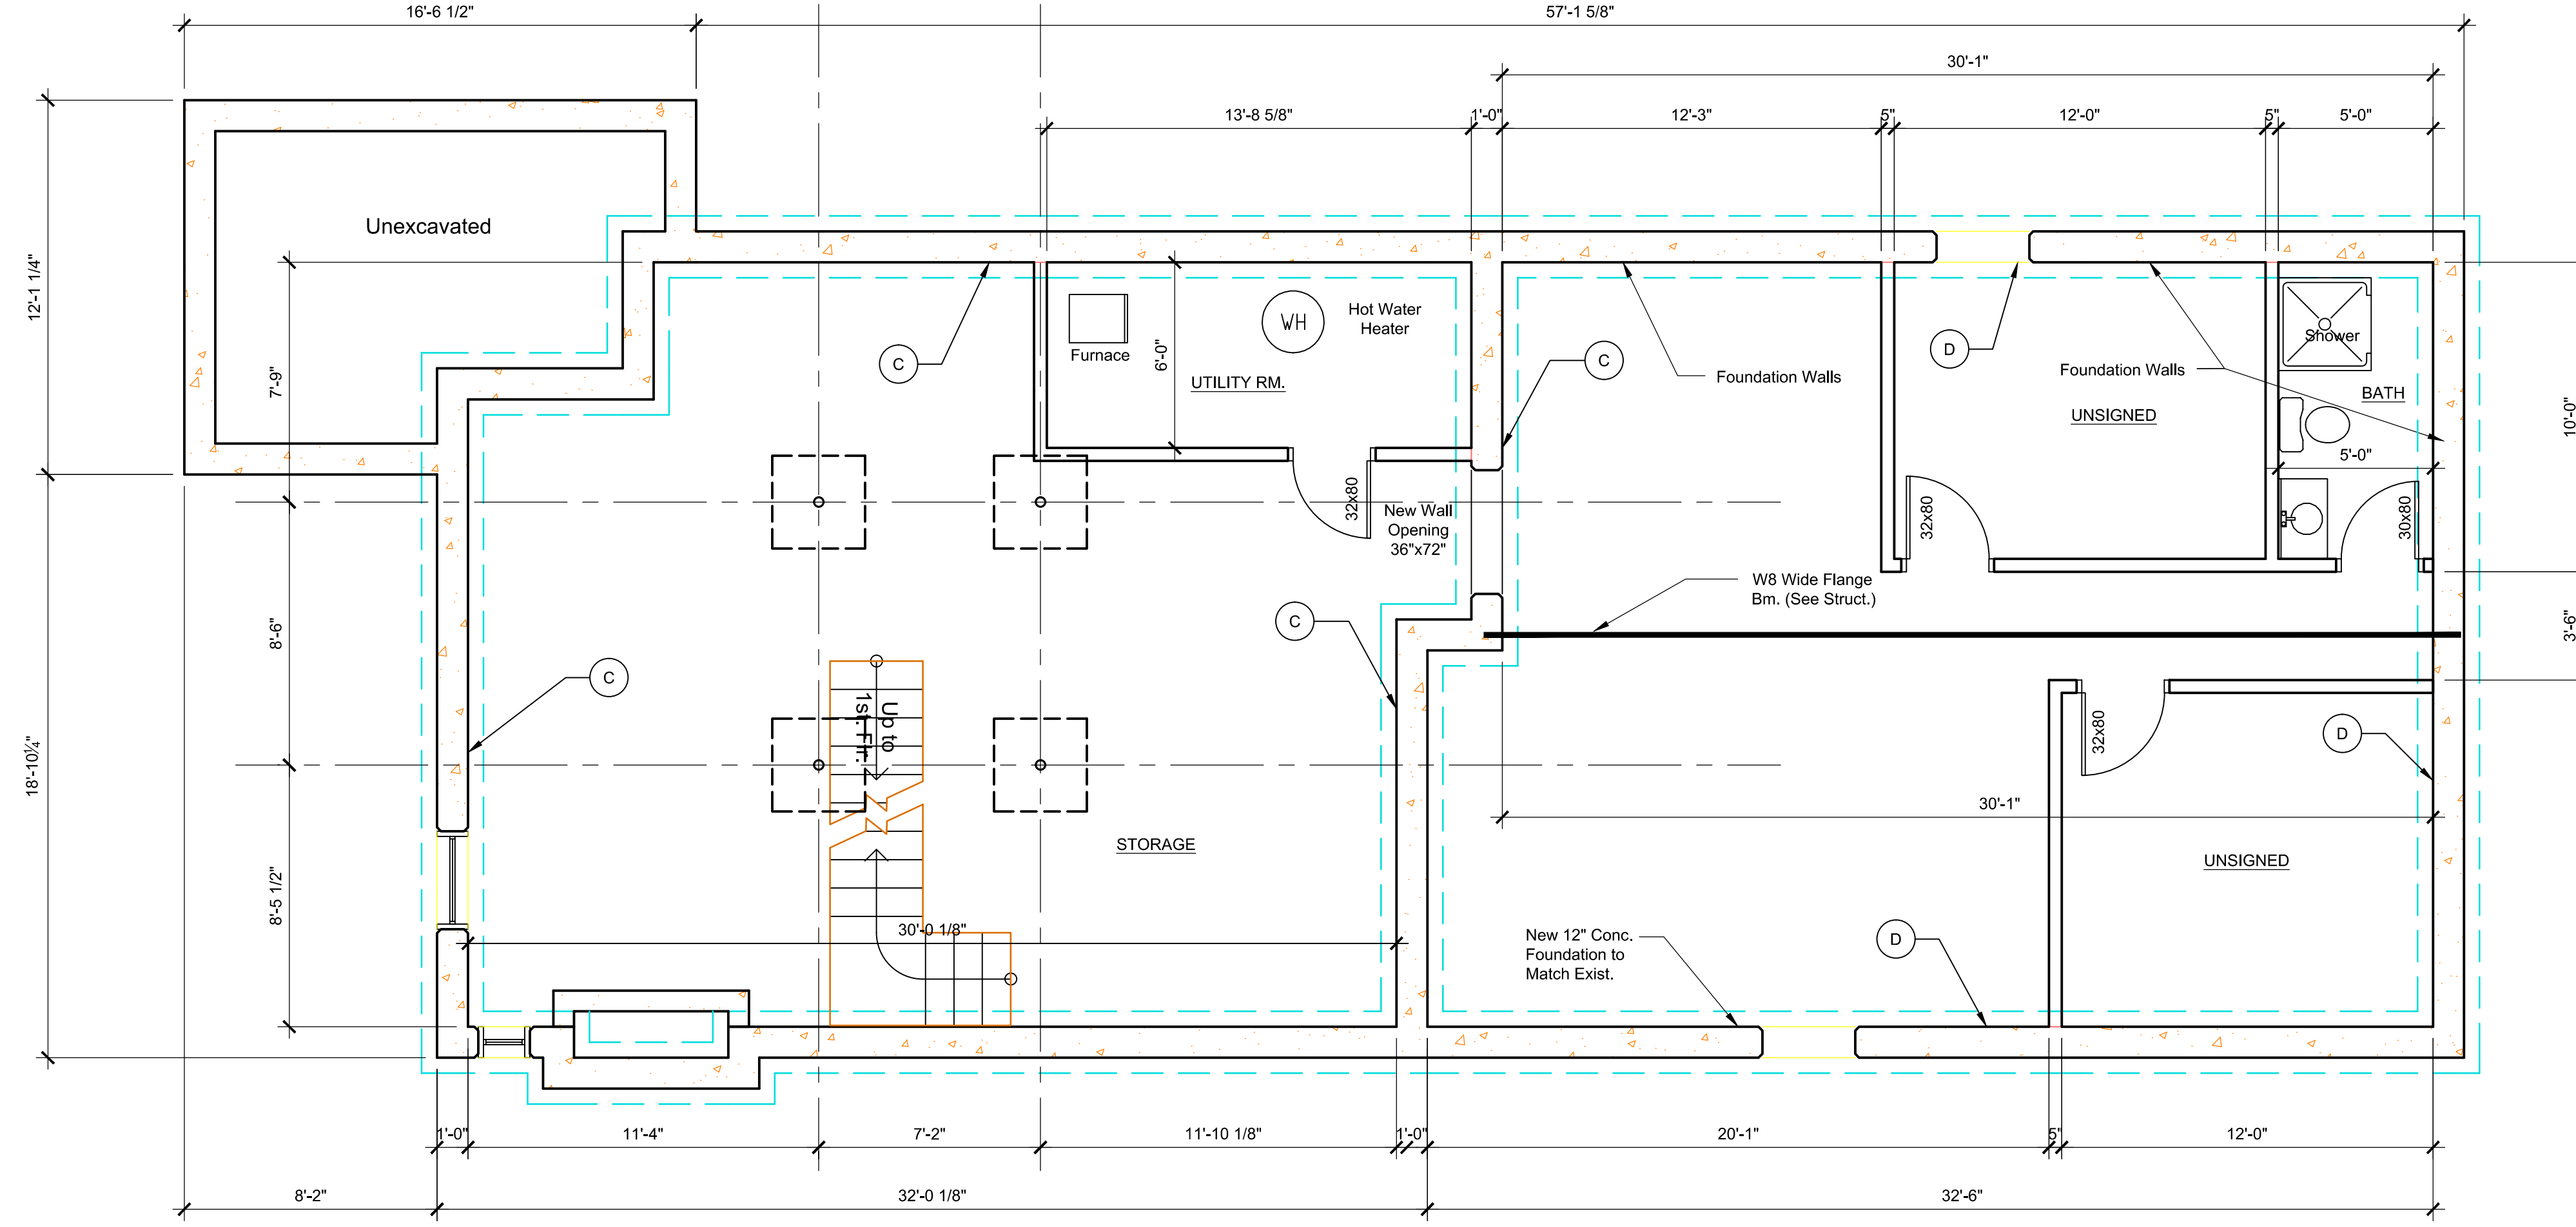 16'-6 1/2"
57'-1 5/8"
30'-1"
13'-8 5/8"
1'-0"
12'-3"
5"
12'-0"
5"
5'-0"
Unexcavated
12'-1 1/4"
7'-9"
C
Furnace
6'-0"
WH
Hot Water
Heater
UTILITY RM.
C
Foundation Walls
D
Foundation Walls
UNSIGNED
Shower
BATH
10'-0"
5'-0"
32x80
New Wall
Opening
36"x72"
32x80
30x80
W8 Wide Flange
Bm. (See Struct.)
3'-6"
8'-6"
C
C
Up to
1st. Flr.
18'-10¼"
32x80
D
30'-1"
STORAGE
UNSIGNED
8'-5 1/2"
30'-0 1/8"
New 12" Conc.
Foundation to
Match Exist.
D
1'-0"
11'-4"
7'-2"
11'-10 1/8"
1'-0"
20'-1"
5"
12'-0"
8'-2"
32'-0 1/8"
32'-6"